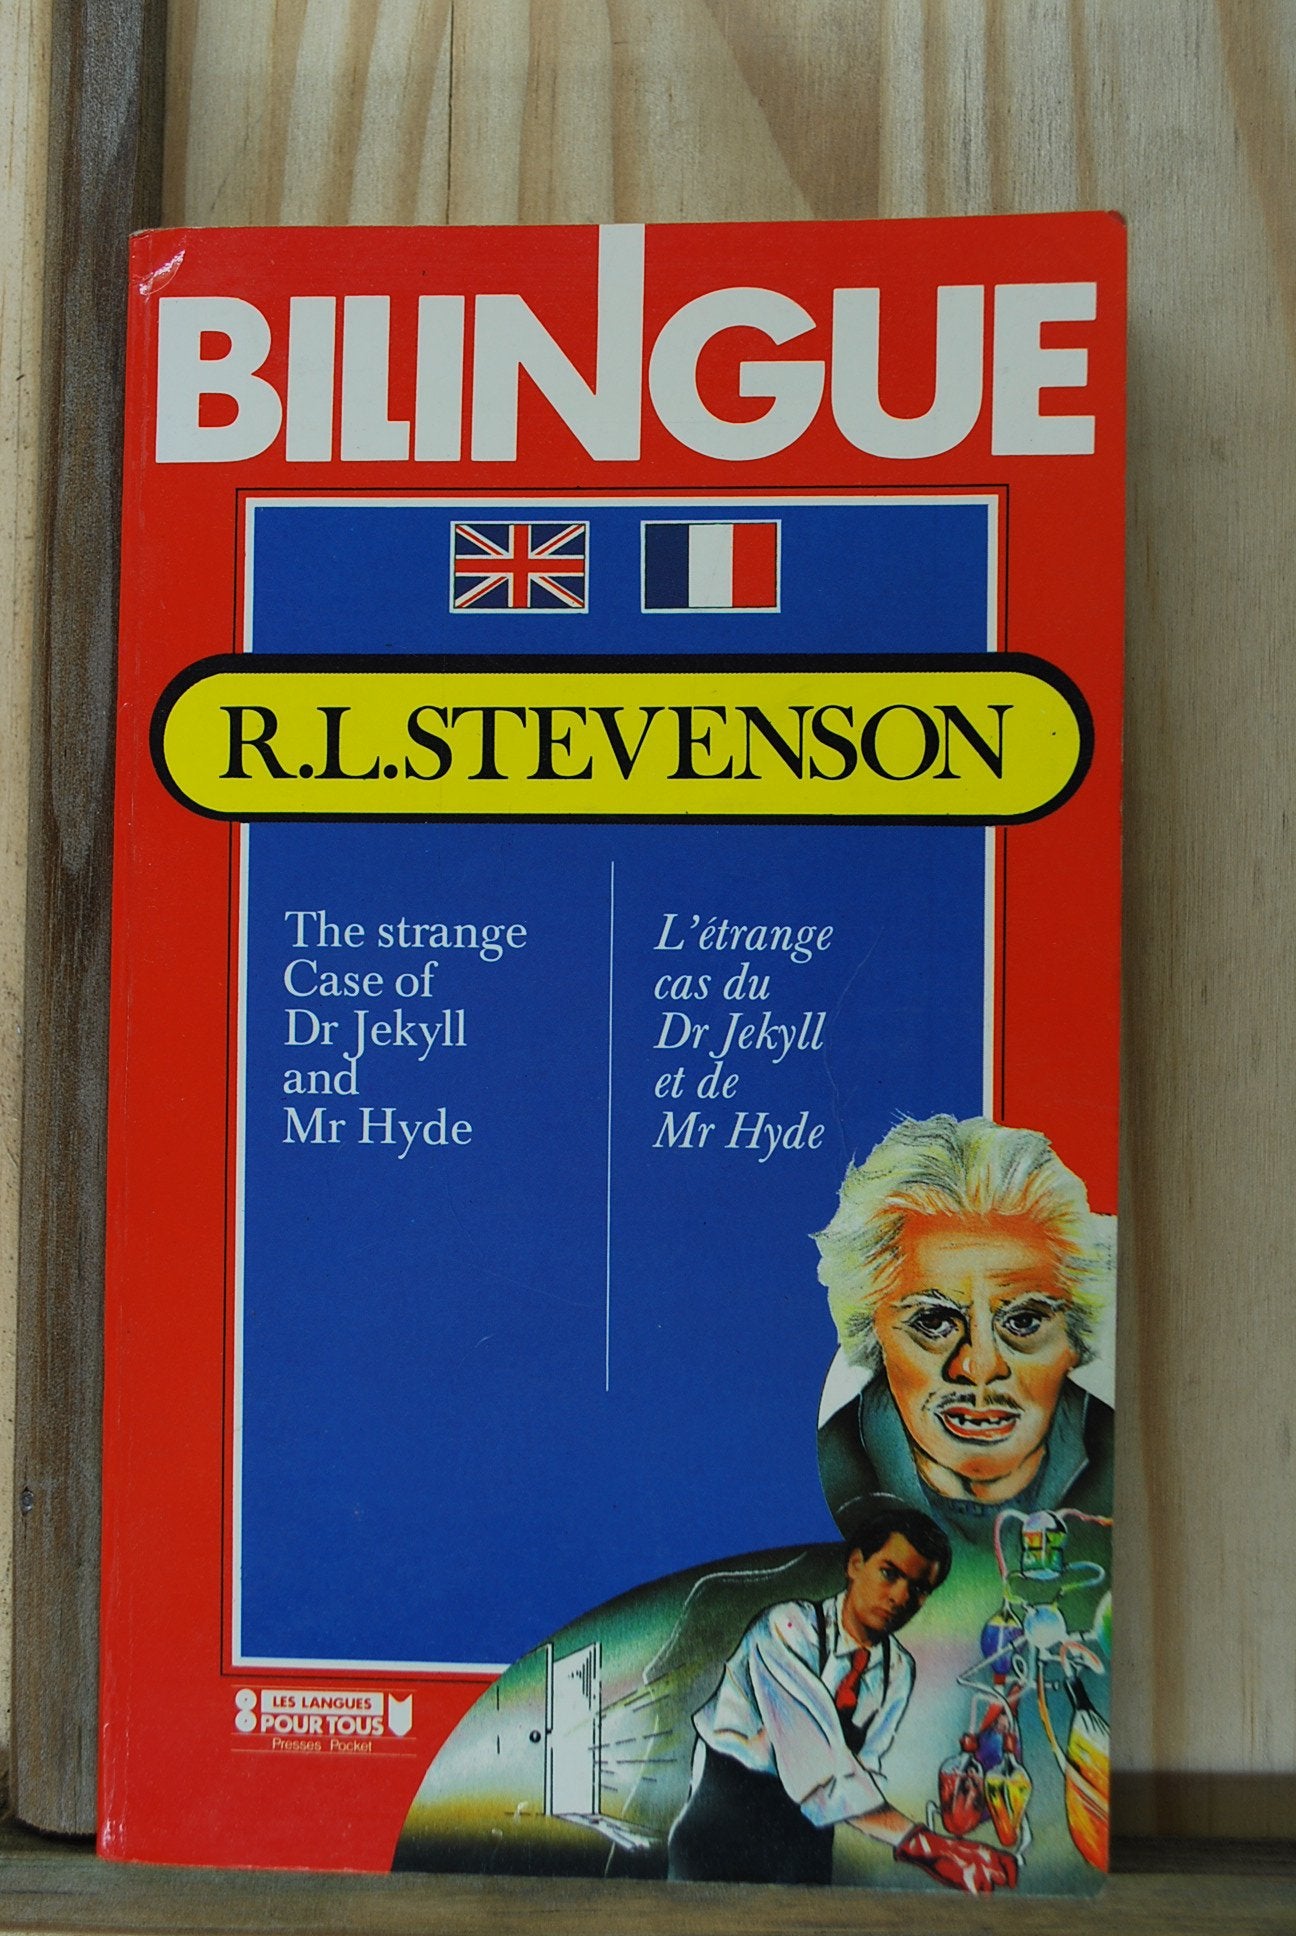 BILINGUE
R.L.STEVENSON
The strange
Case of
Dr Jekyll
and
Mr Hyde
L'étrange
cas du
Dr Jekyll
et de
Mr Hyde
LES LANGUES
POUR TOUS
Presses Pocket